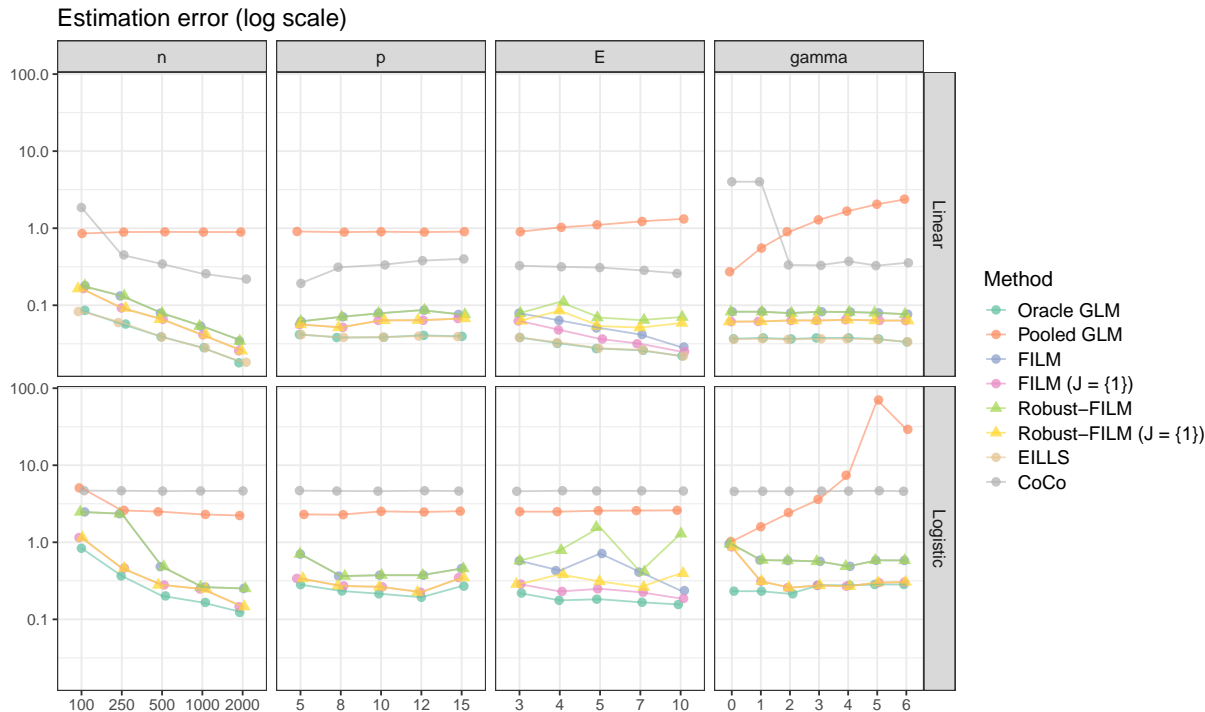 Estimation error (log scale)
n p E gamma
100.0
10.0
1.0
0.1
Linear
100.0
10.0
1.0
0.1
Logistic
100 250 500 1000 2000 5 8 10 12 15 3 4 5 7 10 0 1 2 3 4 5 6
Method
Oracle GLM
Pooled GLM
FILM
FILM (J = {1})
Robust−FILM
Robust−FILM (J = {1})
EILLS
CoCo